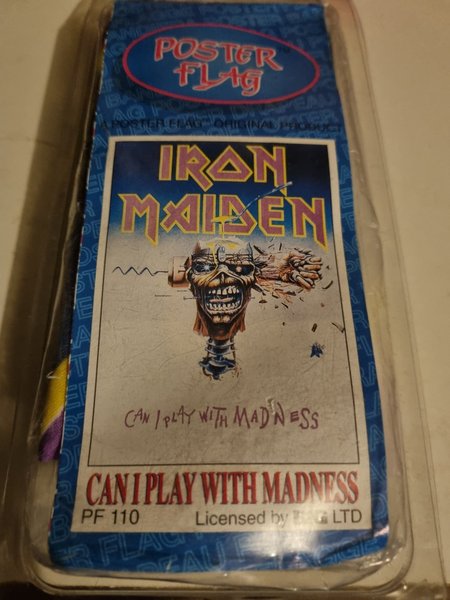 POSTER
FLAG
A POSTER FLAG™ ORIGINAL PRODUCT
IRON
MAIDEN
CAN I PLAY WITH MADNESS
CAN I PLAY WITH MADNESS
PF 110
Licensed by
LTD